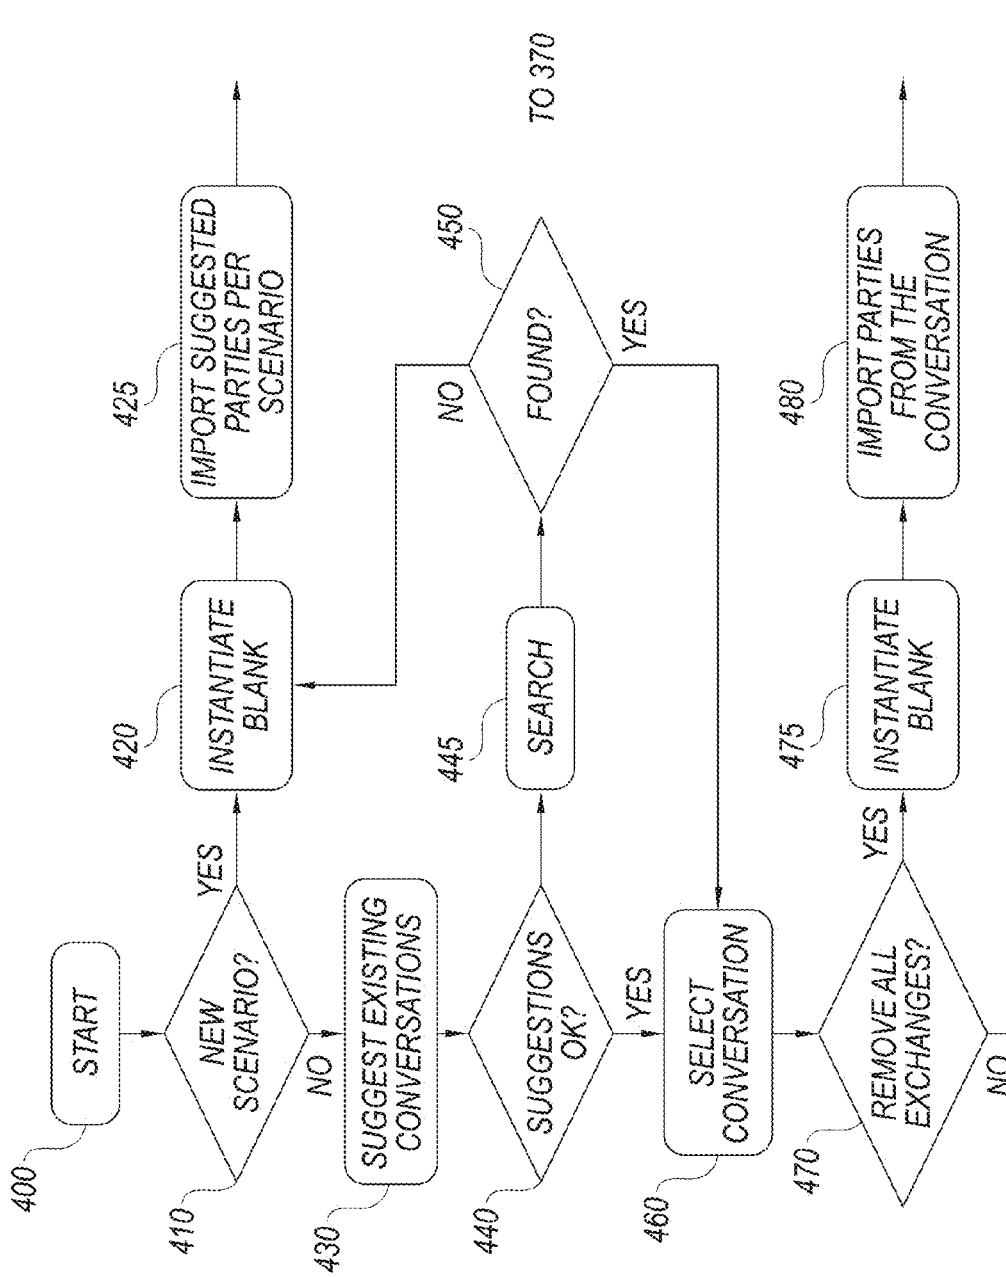 400
START
410
NEW
SCENARIO?
YES
NO
420
INSTANTIATE
BLANK
425
IMPORT SUGGESTED
PARTIES PER
SCENARIO
430
SUGGEST EXISTING
CONVERSATIONS
440
SUGGESTIONS
OK?
YES
445
SEARCH
450
FOUND?
NO
YES
TO 370
460
SELECT
CONVERSATION
470
REMOVE ALL
EXCHANGES?
YES
NO
475
INSTANTIATE
BLANK
480
IMPORT PARTIES
FROM THE
CONVERSATION